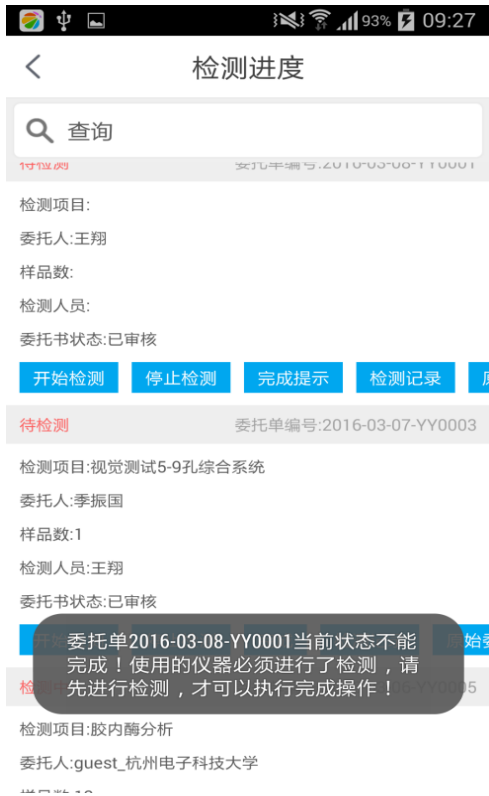 93% 09:27
检测进度
查询
待检测 委托单编号:2016-03-08-YY0001
检测项目:
委托人:王翔
样品数:
检测人员:
委托书状态:已审核
开始检测 停止检测 完成提示 检测记录
待检测 委托单编号:2016-03-07-YY0003
检测项目:视觉测试5-9孔综合系统
委托人:季振国
样品数:1
检测人员:王翔
委托书状态:已审核
委托单2016-03-08-YY0001当前状态不能
完成！使用的仪器必须进行了检测，请
先进行检测，才可以执行完成操作！
检测项目:胶内酶分析
委托人:guest_杭州电子科技大学